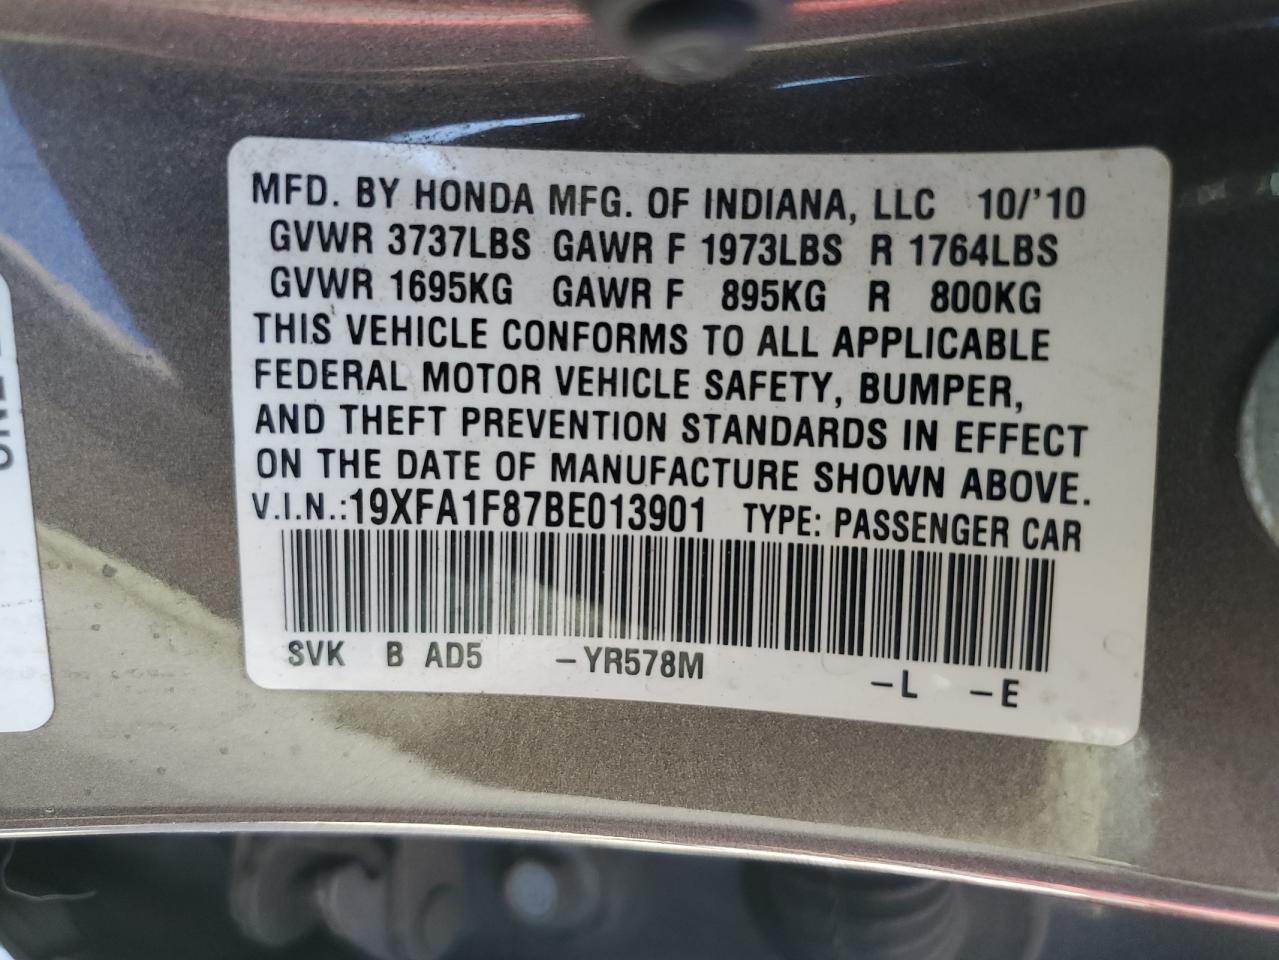 MFD. BY HONDA MFG. OF INDIANA, LLC 10/'10
GVWR 3737LBS GAWR F 1973LBS R 1764LBS
GVWR 1695KG GAWR F 895KG R 800KG
THIS VEHICLE CONFORMS TO ALL APPLICABLE
FEDERAL MOTOR VEHICLE SAFETY, BUMPER,
AND THEFT PREVENTION STANDARDS IN EFFECT
ON THE DATE OF MANUFACTURE SHOWN ABOVE.
V.I.N.:19XFA1F87BE013901 TYPE: PASSENGER CAR
SVK B AD5 -YR578M -L -E